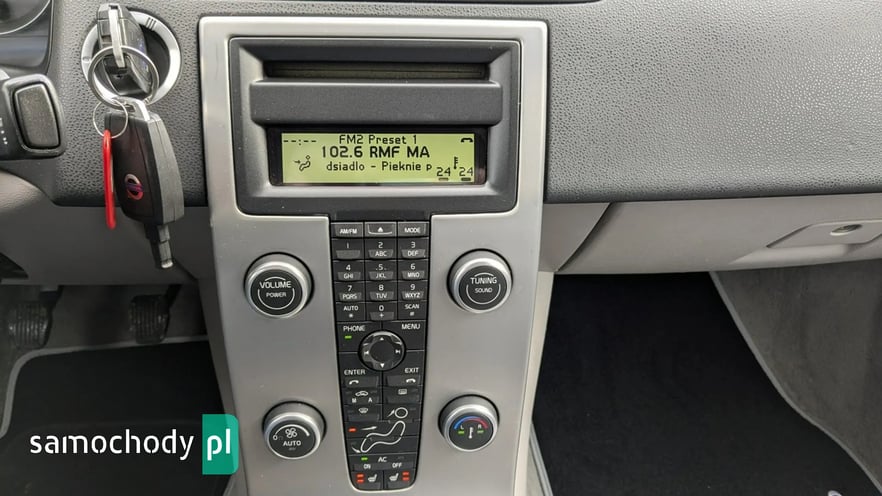 --:-- FM2 Preset 1
102.6 RMF MA
dsiadlo - Pieknie p
24° 24
AM/FM MODE
1 2 ABC 3 DEF
4 GHI 5 JKL 6 MNO
7 PQRS 8 TUV 9 WXYZ
AUTO * 0 + SCAN #
VOLUME
POWER
TUNING
SOUND
PHONE MENU
ENTER EXIT
M A
0 AUTO
L R
AC
ON OFF
samochody pl